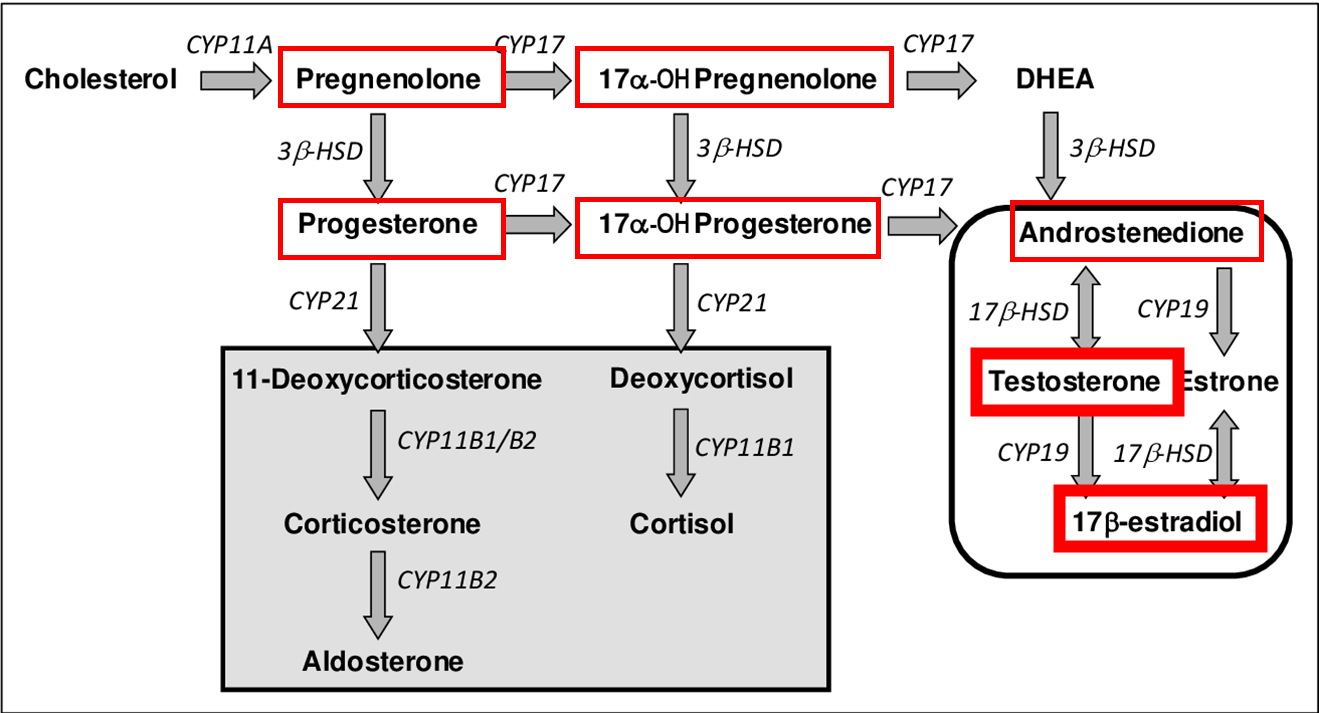 CYP11A
CYP17
CYP17
Cholesterol
Pregnenolone
17α-OH Pregnenolone
DHEA
3β-HSD
3β-HSD
3β-HSD
CYP17
CYP17
Progesterone
17α-OH Progesterone
Androstenedione
CYP21
CYP21
17β-HSD
CYP19
11-Deoxycorticosterone
Deoxycortisol
Testosterone
Estrone
CYP11B1/B2
CYP11B1
CYP19
17β-HSD
Corticosterone
Cortisol
17β-estradiol
CYP11B2
Aldosterone